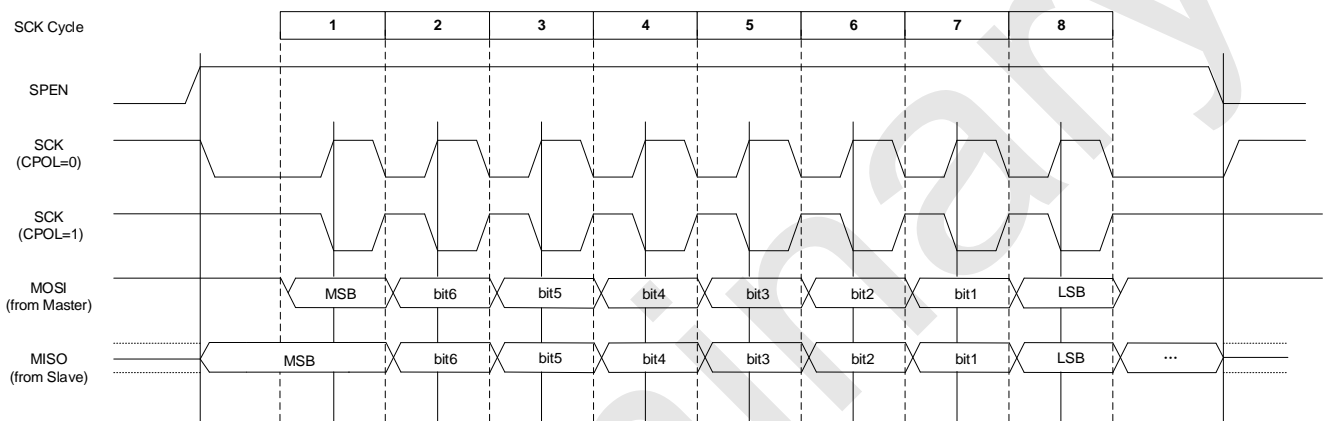 SCK Cycle 1 2 3 4 5 6 7 8
SPEN
SCK
(CPOL=0)
SCK
(CPOL=1)
MOSI
(from Master)
MSB bit6 bit5 bit4 bit3 bit2 bit1 LSB
MISO
(from Slave)
MSB bit6 bit5 bit4 bit3 bit2 bit1 LSB ...
inary